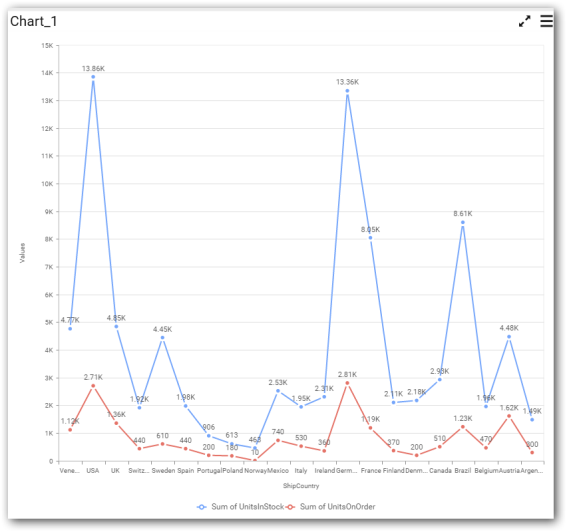 Chart_1
15K
14K
13K
12K
11K
10K
9K
8K
7K
6K
5K
4K
3K
2K
1K
0
Values
13.86K
13.36K
8.61K
8.05K
4.77K 4.85K 4.45K 4.48K
2.71K 1.92K 1.98K 2.53K 1.95K 2.31K 2.81K 2.11K 2.18K 2.93K 1.96K 1.49K
1.12K 1.36K 906 613 463 1.19K 1.23K 1.62K
440 610 440 200 180 10 740 530 360 370 200 510 470 300
Vene... USA UK Switz... Sweden Spain Portugal Poland Norway Mexico Italy Ireland Germ... France Finland Denm... Canada Brazil Belgium Austria Argen...
ShipCountry
Sum of UnitsInStock Sum of UnitsOnOrder